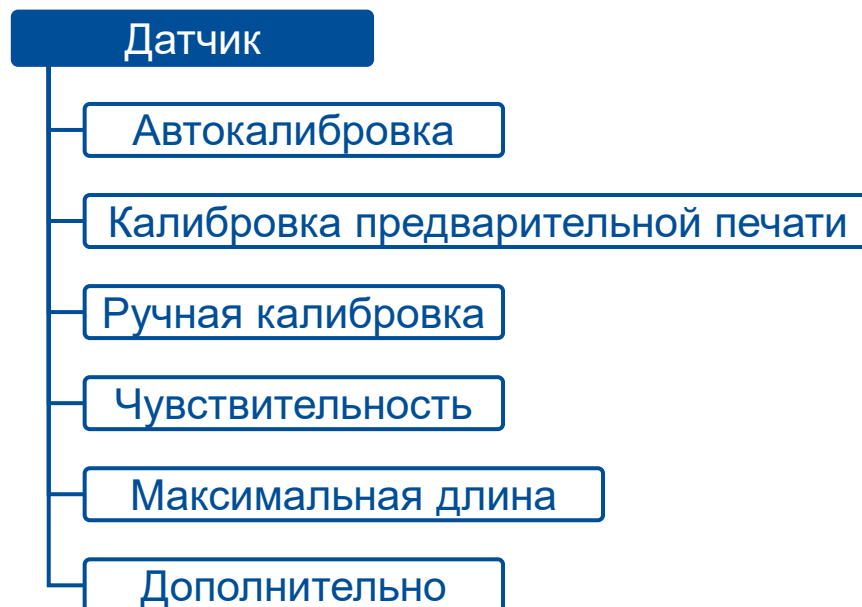 Датчик
Автокалибровка
Калибровка предварительной печати
Ручная калибровка
Чувствительность
Максимальная длина
Дополнительно